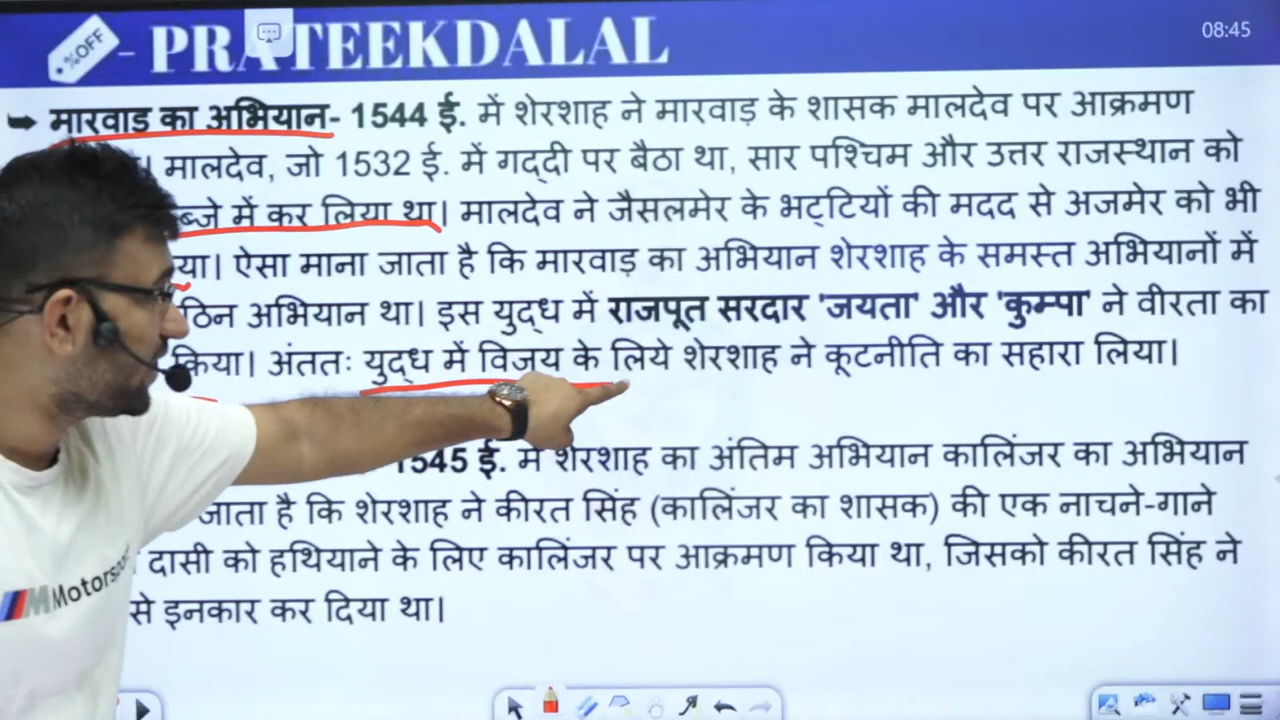 %OFF - PRATEEKDALAL
08:45
मारवाड का अभियान- 1544 ई. में शेरशाह ने मारवाड़ के शासक मालदेव पर आक्रमण
। मालदेव, जो 1532 ई. में गद्दी पर बैठा था, सार पश्चिम और उत्तर राजस्थान को
ब्जे में कर लिया था। मालदेव ने जैसलमेर के भट्टियों की मदद से अजमेर को भी
या। ऐसा माना जाता है कि मारवाड़ का अभियान शेरशाह के समस्त अभियानों में
ठिन अभियान था। इस युद्ध में राजपूत सरदार 'जयता' और 'कुम्पा' ने वीरता का
किया। अंततः युद्ध में विजय के लिये शेरशाह ने कूटनीति का सहारा लिया।
1545 ई. में शेरशाह का अंतिम अभियान कालिंजर का अभियान
जाता है कि शेरशाह ने कीरत सिंह (कालिंजर का शासक) की एक नाचने-गाने
दासी को हथियाने के लिए कालिंजर पर आक्रमण किया था, जिसको कीरत सिंह ने
से इनकार कर दिया था।
M Motorsport